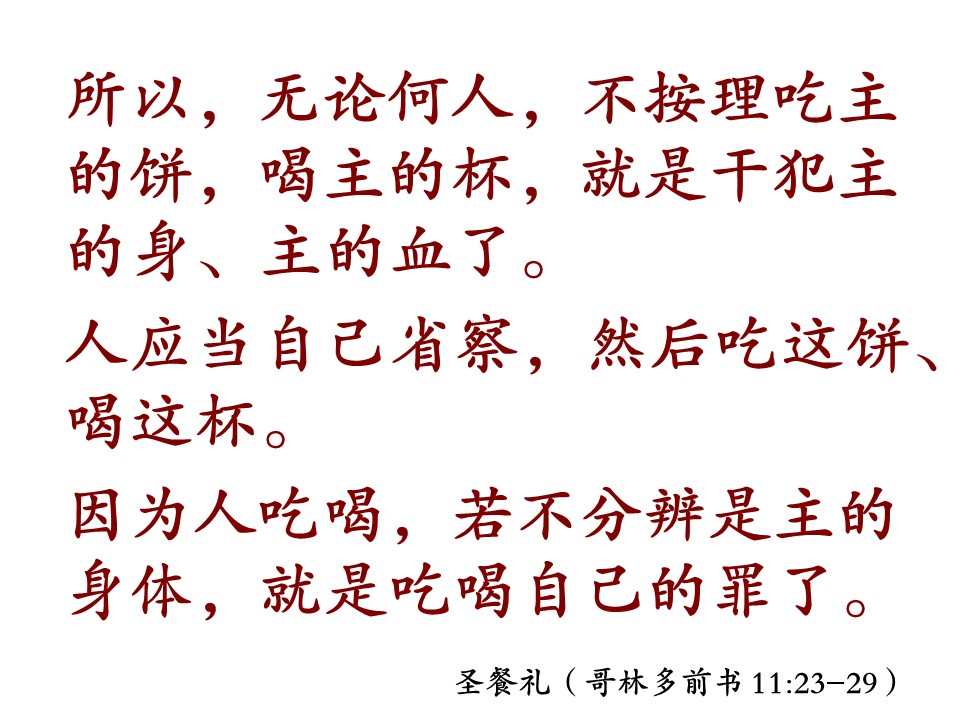 所以，无论何人，不按理吃主
的饼，喝主的杯，就是干犯主
的身、主的血了。
人应当自己省察，然后吃这饼、
喝这杯。
因为人吃喝，若不分辨是主的
身体，就是吃喝自己的罪了。
圣餐礼（哥林多前书 11:23-29）